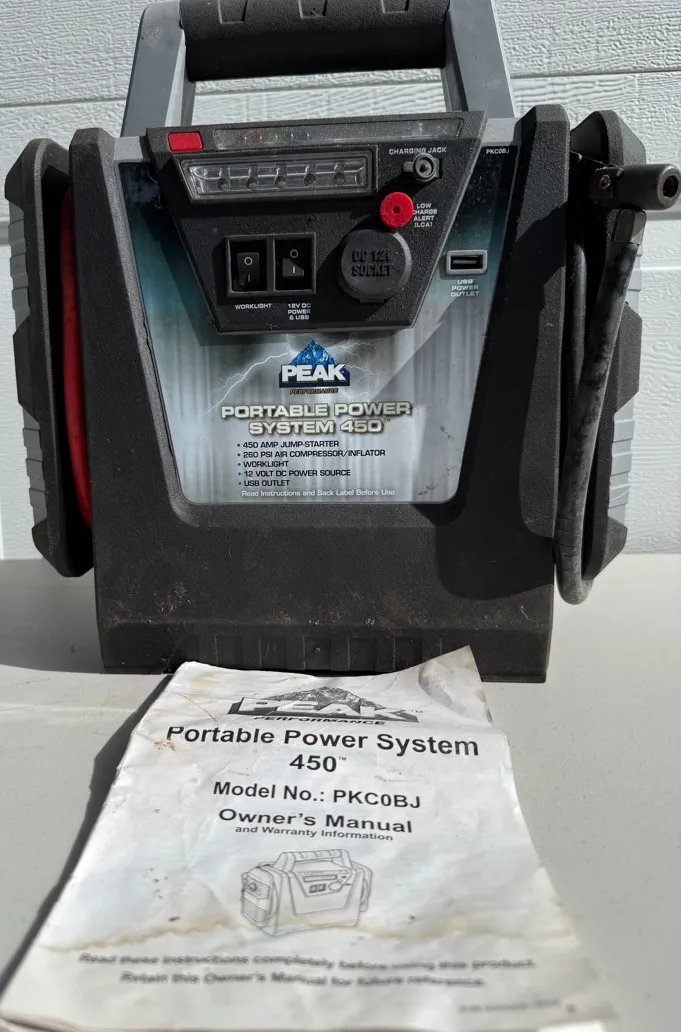 CHARGING JACK
PKC0BJ
LOW
CHARGE
ALERT
(LCA)
DC 12V
SOCKET
USB
POWER
OUTLET
WORKLIGHT
12V DC
POWER
& USB
PEAK
PERFORMANCE
PORTABLE POWER
SYSTEM 450™
• 450 AMP JUMP-STARTER
• 260 PSI AIR COMPRESSOR/INFLATOR
• WORKLIGHT
• 12 VOLT DC POWER SOURCE
• USB OUTLET
Read Instructions and Back Label Before Use.
PEAK™
PERFORMANCE
Portable Power System
450™
Model No.: PKC0BJ
Owner's Manual
and Warranty Information
Read these instructions completely before using this product.
Retain this Owner's Manual for future reference.